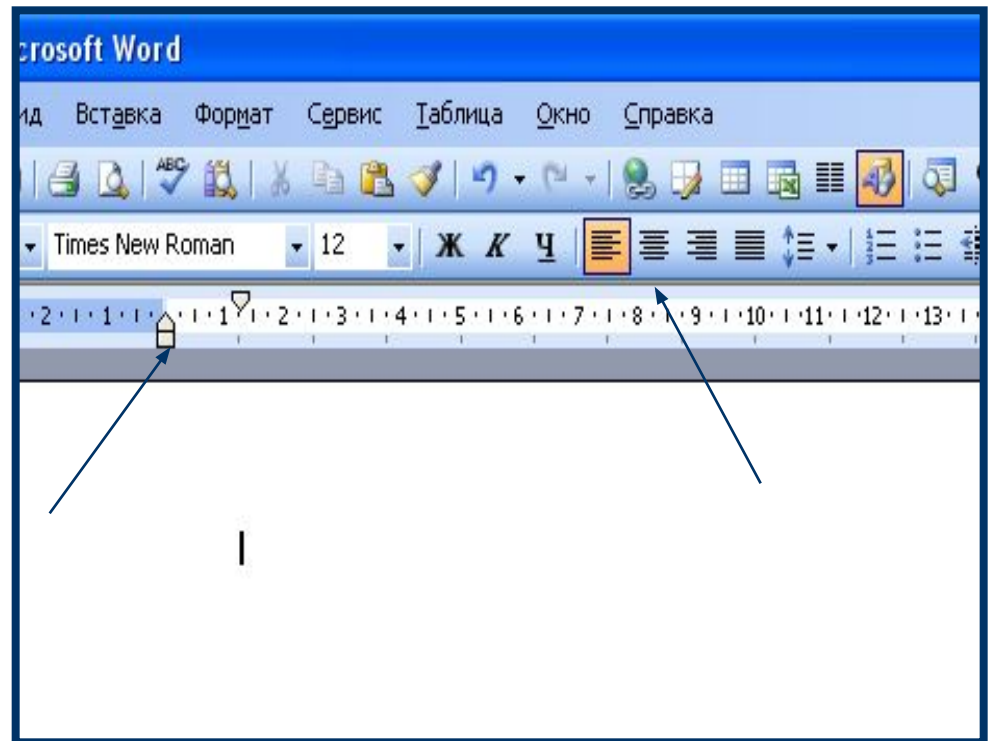 crosoft Word
ид Вставка Формат Сервис Таблица Окно Справка
ABC
Times New Roman 12 Ж К Ч
2 1 1 2 3 4 5 6 7 8 9 10 11 12 13